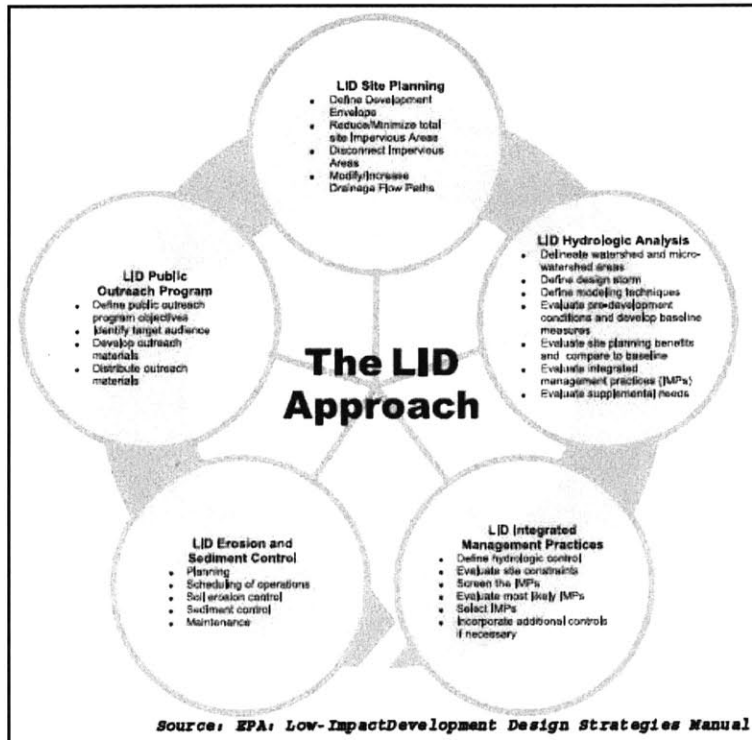 LID Site Planning
• Define Development
Envelope
• Reduce/Minimize total
site Impervious Areas
• Disconnect Impervious
Areas
• Modify/Increase
Drainage Flow Paths
LID Hydrologic Analysis
• Delineate watershed and micro-
watershed areas
• Define design storm
• Define modeling techniques
• Evaluate pre-development
conditions and develop baseline
measures
• Evaluate site planning benefits
and compare to baseline
• Evaluate integrated
management practices (IMPs)
• Evaluate supplemental needs
LID Public
Outreach Program
• Define public outreach
program objectives
• Identify target audience
• Develop outreach
materials
• Distribute outreach
materials
The LID
Approach
LID Erosion and
Sediment Control
• Planning
• Scheduling of operations
• Soil erosion control
• Sediment control
• Maintenance
LID Integrated
Management Practices
• Define hydrologic control
• Evaluate site constraints
• Screen the IMPs
• Evaluate most likely IMPs
• Select IMPs
• Incorporate additional controls
if necessary
Source: EPA: Low-ImpactDevelopment Design Strategies Manual